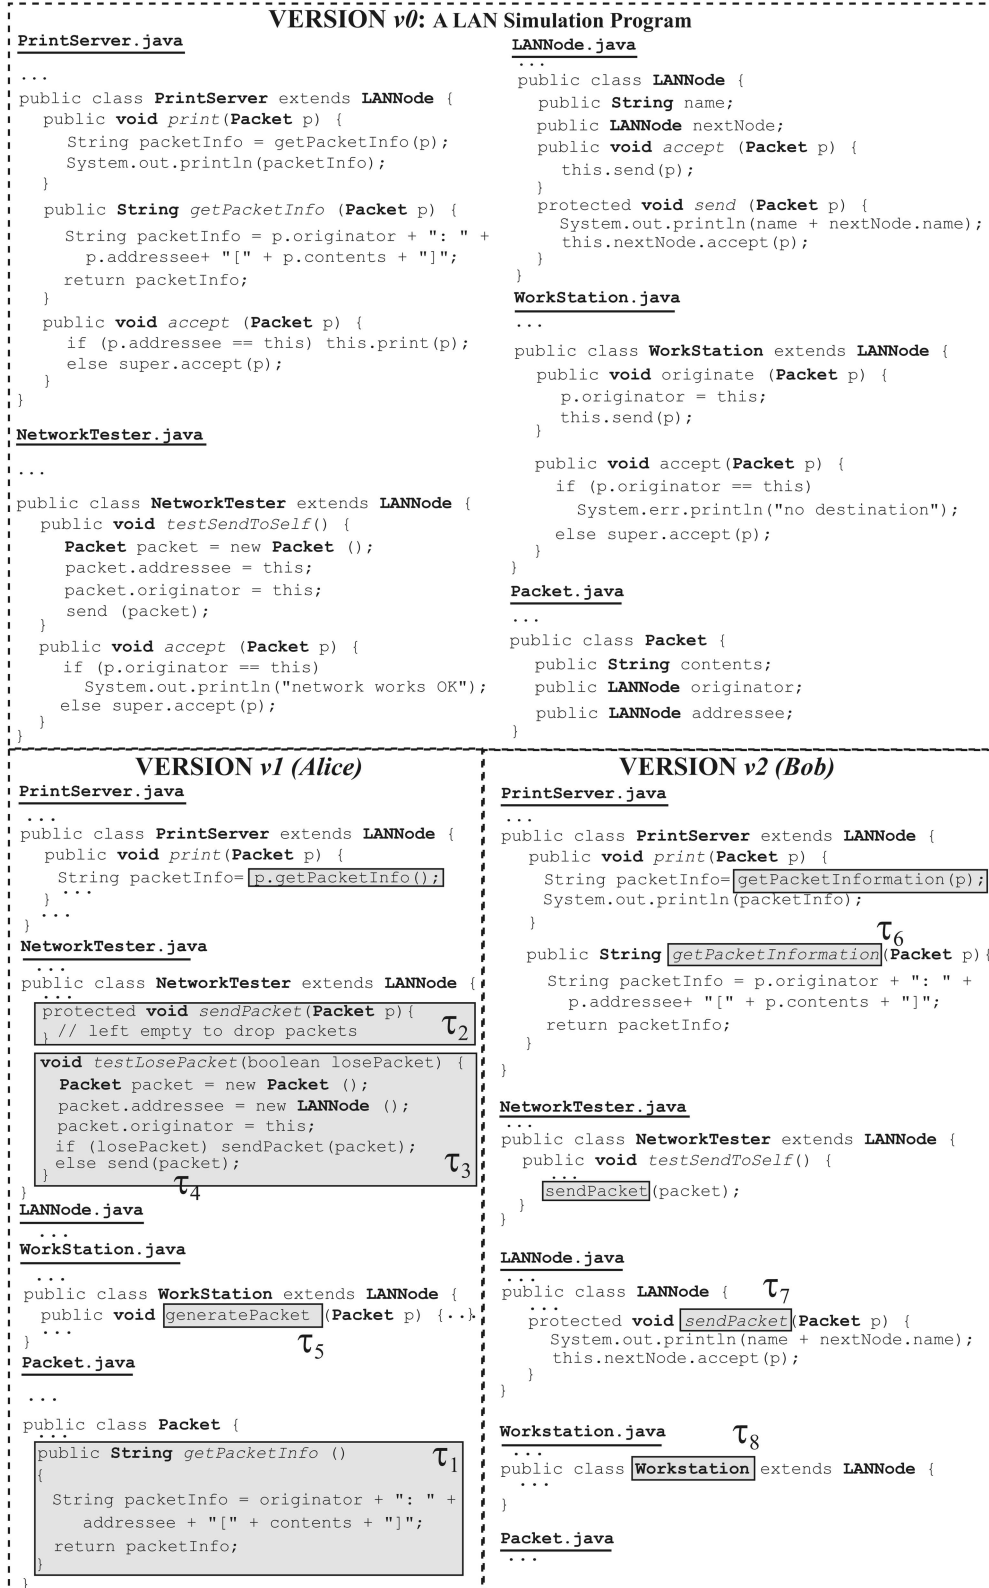 VERSION v0: A LAN Simulation Program
PrintServer.java
...
public class PrintServer extends LANNode {
public void print(Packet p) {
String packetInfo = getPacketInfo(p);
System.out.println(packetInfo);
}
public String getPacketInfo (Packet p) {
String packetInfo = p.originator + ": " +
p.addressee+ "[" + p.contents + "]";
return packetInfo;
}
public void accept (Packet p) {
if (p.addressee == this) this.print(p);
else super.accept(p);
}
}
NetworkTester.java
...
public class NetworkTester extends LANNode {
public void testSendToSelf() {
Packet packet = new Packet ();
packet.addressee = this;
packet.originator = this;
send (packet);
}
public void accept (Packet p) {
if (p.originator == this)
System.out.println("network works OK");
else super.accept(p);
}
}
LANNode.java
...
public class LANNode {
public String name;
public LANNode nextNode;
public void accept (Packet p) {
this.send(p);
}
protected void send (Packet p) {
System.out.println(name + nextNode.name);
this.nextNode.accept(p);
}
}
WorkStation.java
...
public class WorkStation extends LANNode {
public void originate (Packet p) {
p.originator = this;
this.send(p);
}
public void accept(Packet p) {
if (p.originator == this)
System.err.println("no destination");
else super.accept(p);
}
}
Packet.java
...
public class Packet {
public String contents;
public LANNode originator;
public LANNode addressee;
}
VERSION v1 (Alice)
PrintServer.java
...
public class PrintServer extends LANNode {
public void print(Packet p) {
String packetInfo= p.getPacketInfo();
...
}
...
}
NetworkTester.java
...
public class NetworkTester extends LANNode {
...
protected void sendPacket(Packet p){
} // left empty to drop packets
τ2
void testLosePacket(boolean losePacket) {
Packet packet = new Packet ();
packet.addressee = new LANNode ();
packet.originator = this;
if (losePacket) sendPacket(packet);
else send(packet);
}
τ3
}
τ4
LANNode.java
...
WorkStation.java
...
public class WorkStation extends LANNode {
public void generatePacket (Packet p) {..}
...
}
τ5
Packet.java
...
public class Packet {
...
public String getPacketInfo ()
τ1
{
String packetInfo = originator + ": " +
addressee + "[" + contents + "]";
return packetInfo;
}
}
VERSION v2 (Bob)
PrintServer.java
...
public class PrintServer extends LANNode {
public void print(Packet p) {
String packetInfo= getPacketInformation(p);
System.out.println(packetInfo);
}
τ6
public String getPacketInformation(Packet p){
String packetInfo = p.originator + ": " +
p.addressee+ "[" + p.contents + "]";
return packetInfo;
}
}
NetworkTester.java
...
public class NetworkTester extends LANNode {
public void testSendToSelf() {
...
sendPacket(packet);
}
}
LANNode.java
...
public class LANNode {
τ7
...
protected void sendPacket(Packet p) {
System.out.println(name + nextNode.name);
this.nextNode.accept(p);
}
}
Workstation.java
τ8
...
public class Workstation extends LANNode {
...
}
Packet.java
...